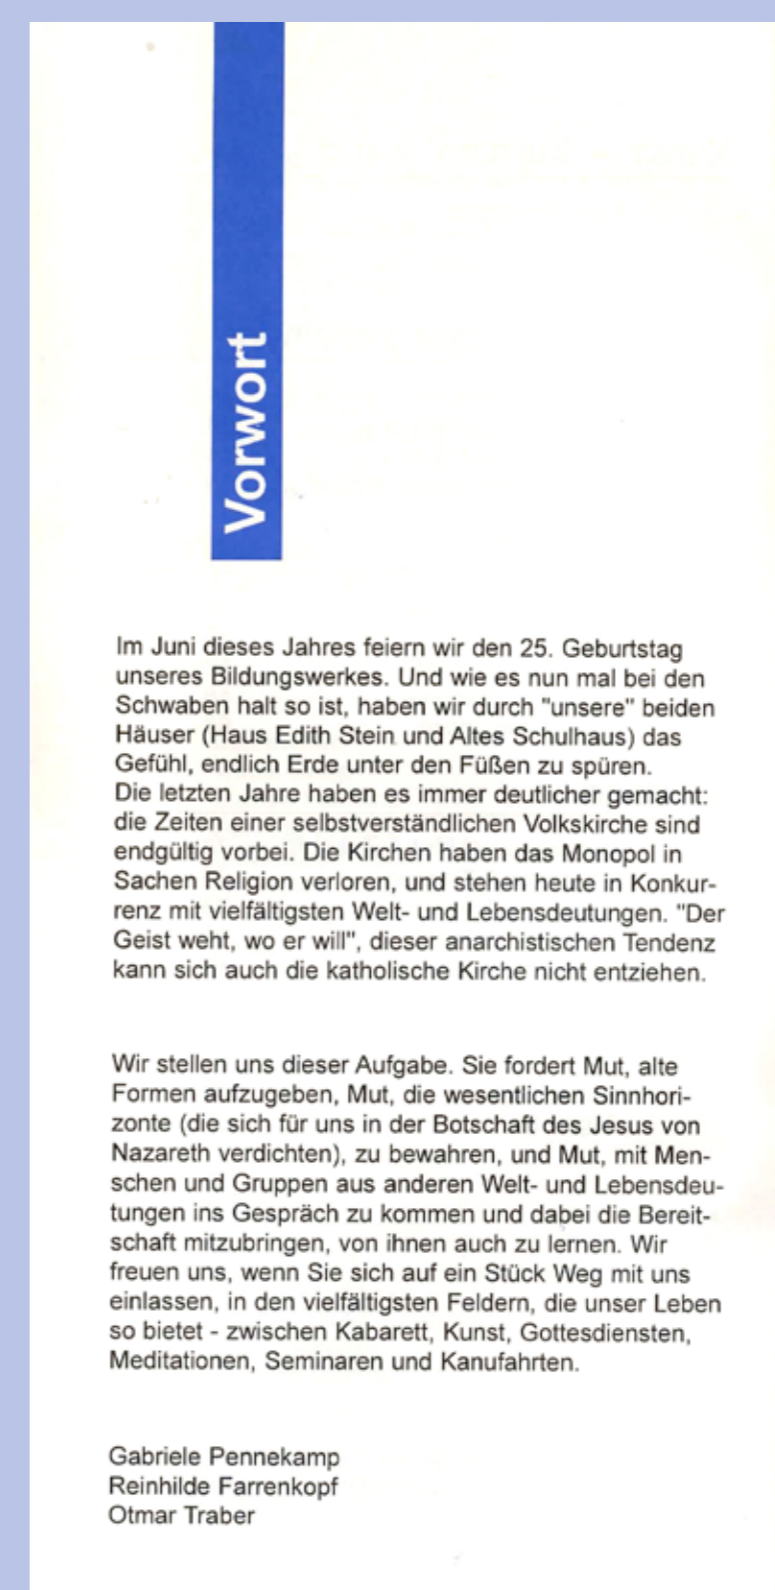 Vorwort
Im Juni dieses Jahres feiern wir den 25. Geburtstag
unseres Bildungswerkes. Und wie es nun mal bei den
Schwaben halt so ist, haben wir durch "unsere" beiden
Häuser (Haus Edith Stein und Altes Schulhaus) das
Gefühl, endlich Erde unter den Füßen zu spüren.
Die letzten Jahre haben es immer deutlicher gemacht:
die Zeiten einer selbstverständlichen Volkskirche sind
endgültig vorbei. Die Kirchen haben das Monopol in
Sachen Religion verloren, und stehen heute in Konkur-
renz mit vielfältigsten Welt- und Lebensdeutungen. "Der
Geist weht, wo er will", dieser anarchistischen Tendenz
kann sich auch die katholische Kirche nicht entziehen.
Wir stellen uns dieser Aufgabe. Sie fordert Mut, alte
Formen aufzugeben, Mut, die wesentlichen Sinnhori-
zonte (die sich für uns in der Botschaft des Jesus von
Nazareth verdichten), zu bewahren, und Mut, mit Men-
schen und Gruppen aus anderen Welt- und Lebensdeu-
tungen ins Gespräch zu kommen und dabei die Bereit-
schaft mitzubringen, von ihnen auch zu lernen. Wir
freuen uns, wenn Sie sich auf ein Stück Weg mit uns
einlassen, in den vielfältigsten Feldern, die unser Leben
so bietet - zwischen Kabarett, Kunst, Gottesdiensten,
Meditationen, Seminaren und Kanufahrten.
Gabriele Pennekamp
Reinhilde Farrenkopf
Otmar Traber